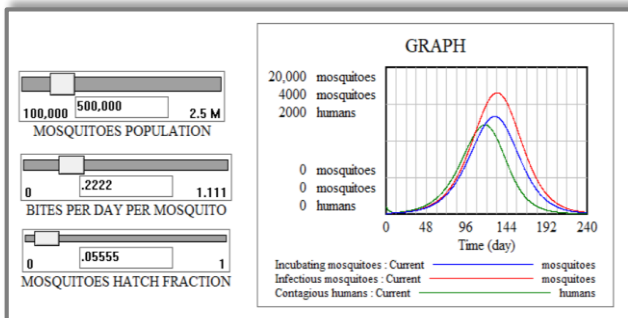 500,000
100,000 2.5 M
MOSQUITOES POPULATION
.2222
0 1.111
BITES PER DAY PER MOSQUITO
.05555
0 1
MOSQUITOES HATCH FRACTION
GRAPH
20,000 mosquitoes
4000 mosquitoes
2000 humans
0 mosquitoes
0 mosquitoes
0 humans
0 48 96 144 192 240
Time (day)
Incubating mosquitoes : Current mosquitoes
Infectious mosquitoes : Current mosquitoes
Contagious humans : Current humans